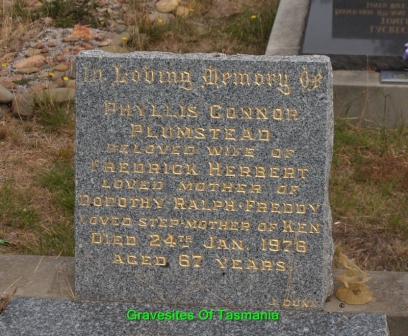 In Loving Memory Of
PHYLLIS CONNOR
PLUMSTEAD
BELOVED WIFE OF
FREDRICK HERBERT
LOVED MOTHER OF
DOROTHY·RALPH·FREDDY
LOVED STEP-MOTHER OF KEN
DIED 24TH JAN, 1976
AGED 67 YEARS
Gravesites Of Tasmania